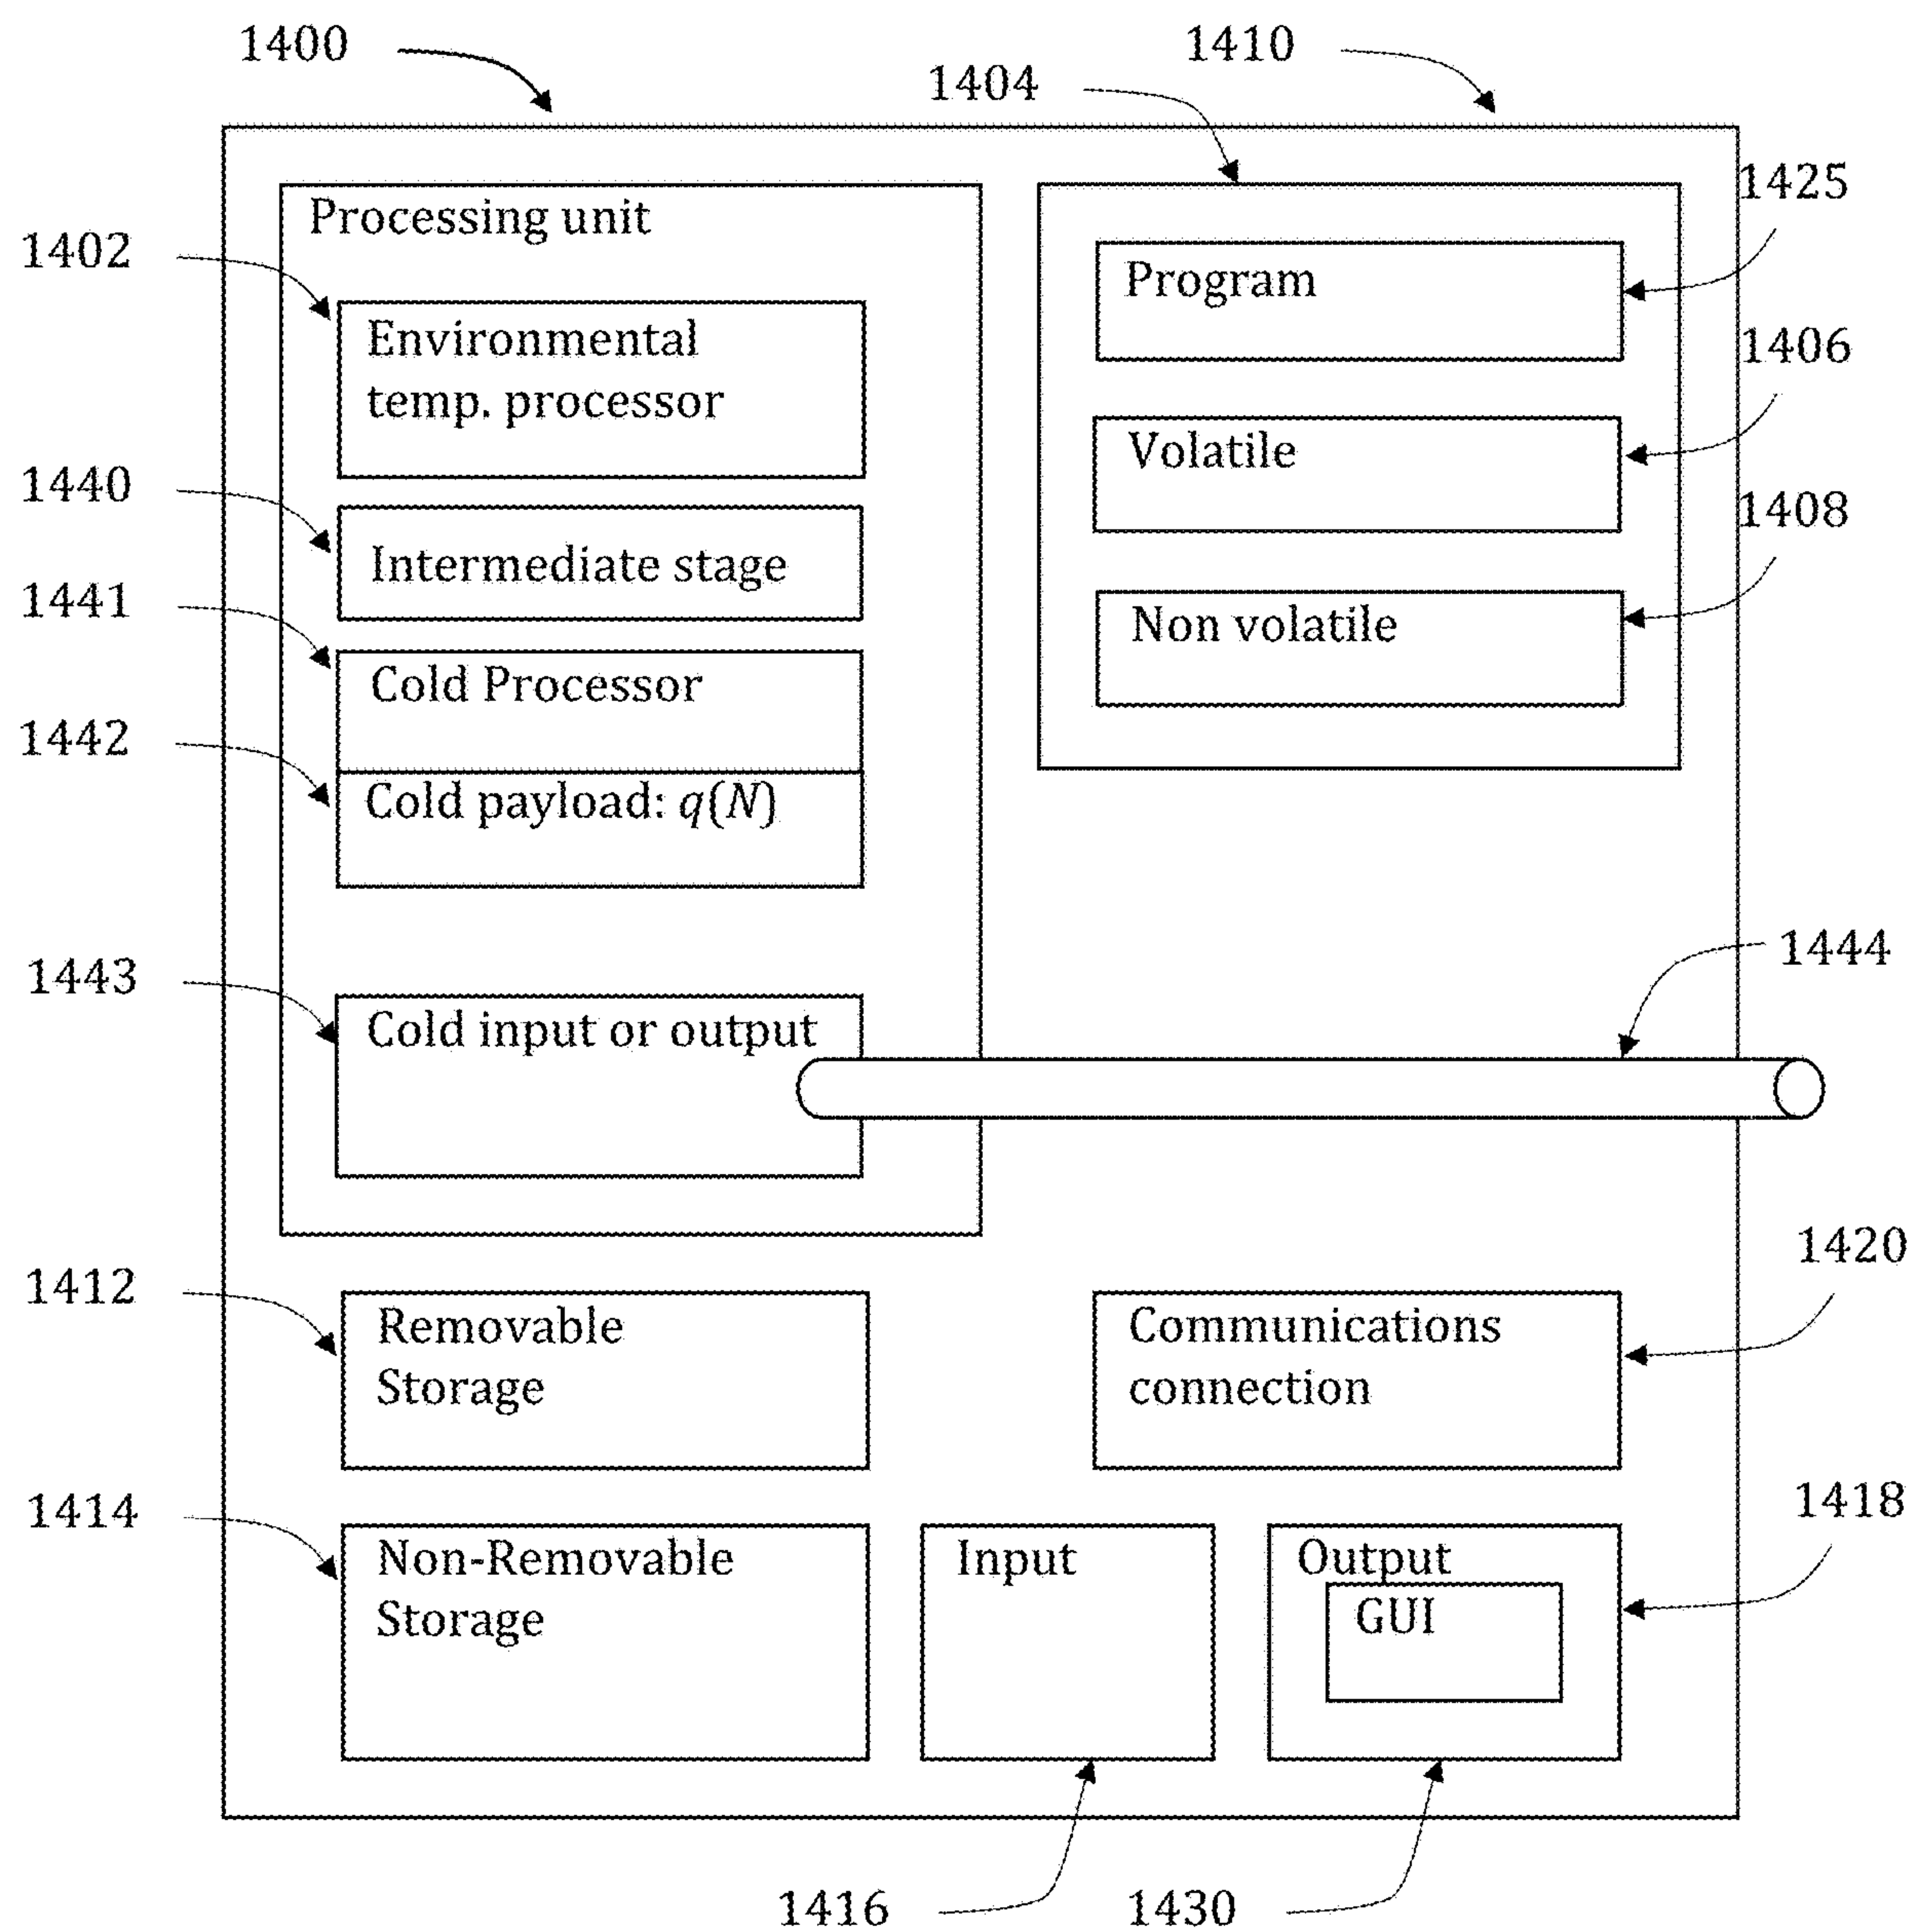 1400
1410
1404
1425
Processing unit
1402
Program
Environmental
temp. processor
1406
Volatile
1440
1408
Intermediate stage
1441
Non volatile
Cold Processor
1442
Cold payload: q(N)
1444
1443
Cold input or output
1420
1412
Removable
Storage
Communications
connection
1418
1414
Non-Removable
Storage
Input
Output
GUI
1416
1430